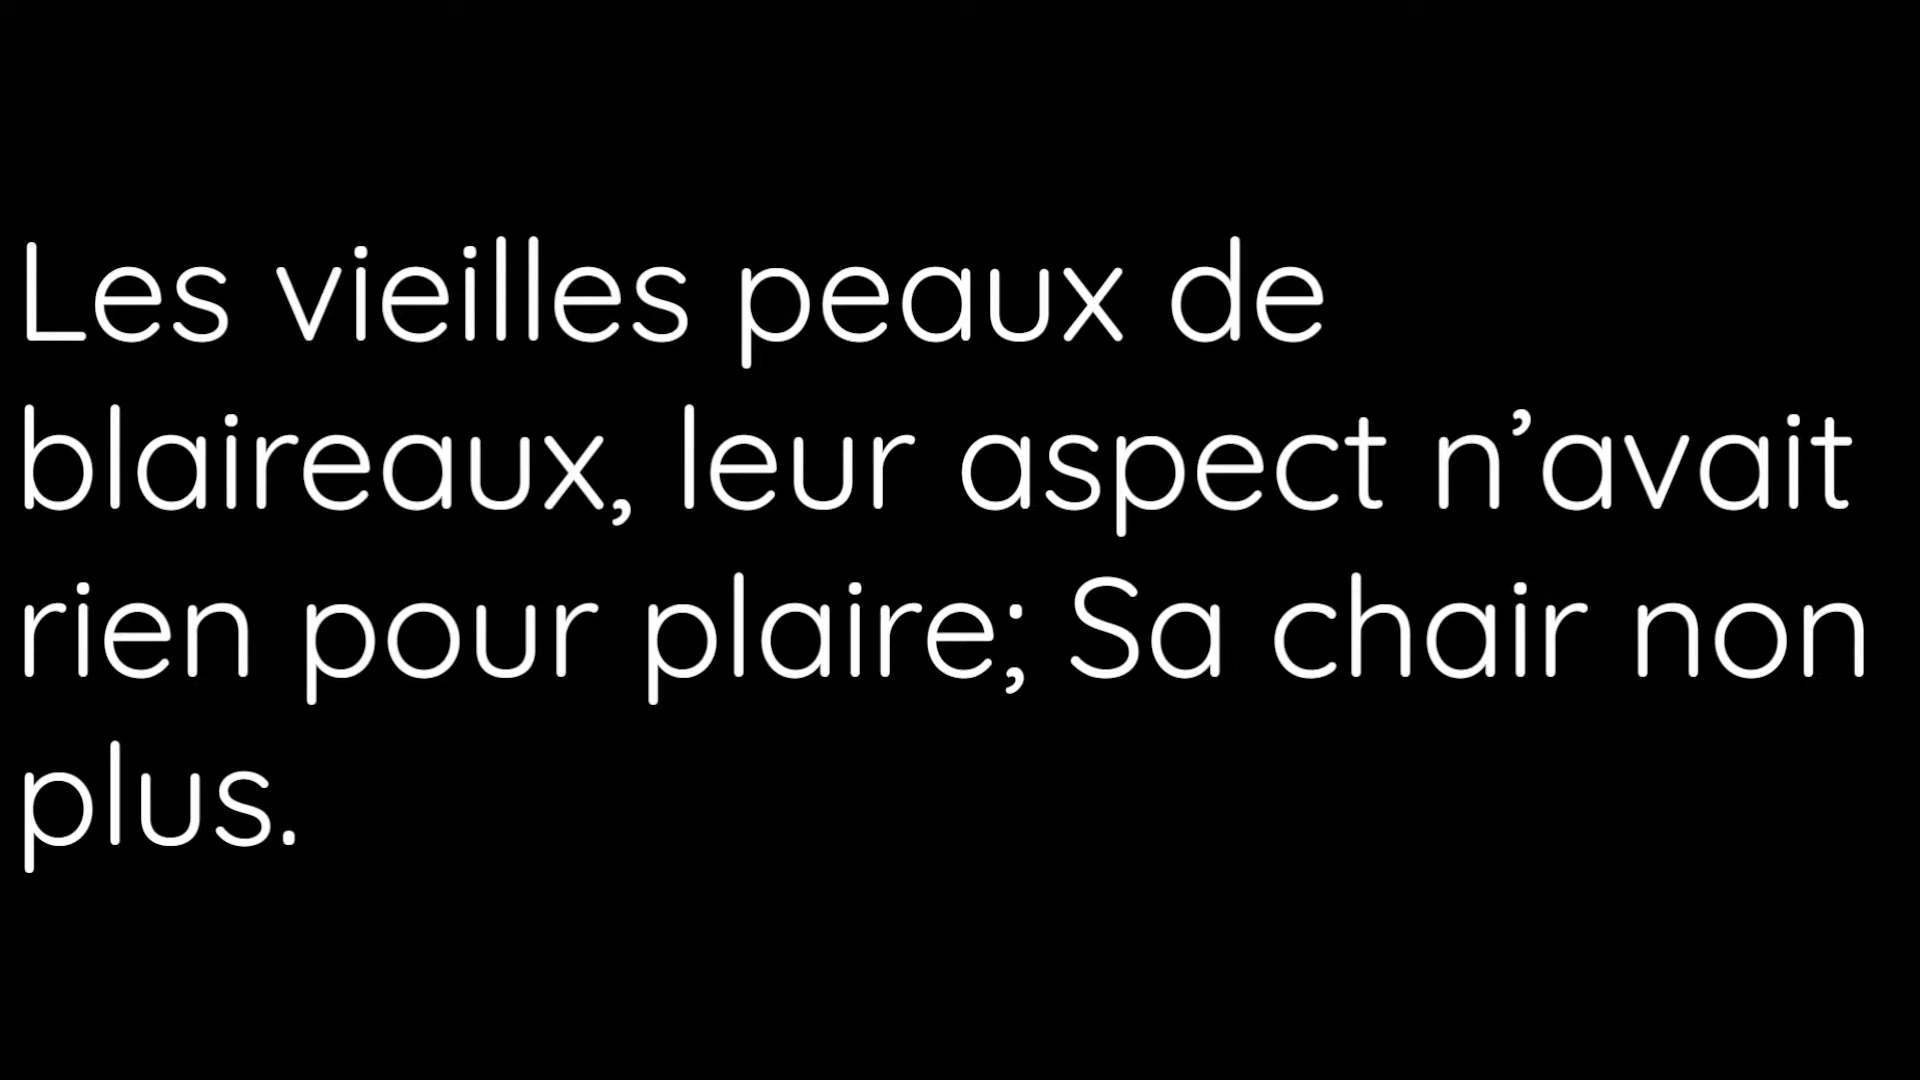 Les vieilles peaux de
blaireaux, leur aspect n’avait
rien pour plaire; Sa chair non
plus.